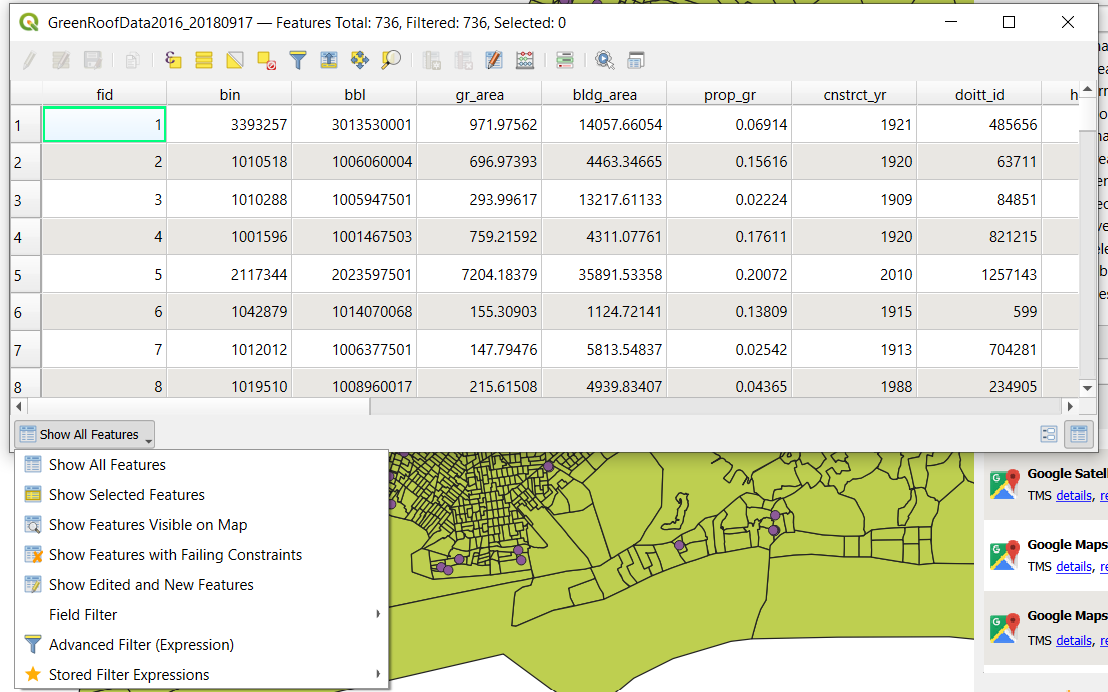 GreenRoofData2016_20180917 — Features Total: 736, Filtered: 736, Selected: 0
fid bin bbl gr_area bldg_area prop_gr cnstrct_yr doitt_id
1 1 3393257 3013530001 971.97562 14057.66054 0.06914 1921 485656
2 2 1010518 1006060004 696.97393 4463.34665 0.15616 1920 63711
3 3 1010288 1005947501 293.99617 13217.61133 0.02224 1909 84851
4 4 1001596 1001467503 759.21592 4311.07761 0.17611 1920 821215
5 5 2117344 2023597501 7204.18379 35891.53358 0.20072 2010 1257143
6 6 1042879 1014070068 155.30903 1124.72141 0.13809 1915 599
7 7 1012012 1006377501 147.79476 5813.54837 0.02542 1913 704281
8 8 1019510 1008960017 215.61508 4939.83407 0.04365 1988 234905
Show All Features
Show All Features
Show Selected Features
Show Features Visible on Map
Show Features with Failing Constraints
Show Edited and New Features
Field Filter
Advanced Filter (Expression)
Stored Filter Expressions
Google Satel
TMS details, re
Google Maps
TMS details, re
Google Maps
TMS details, re